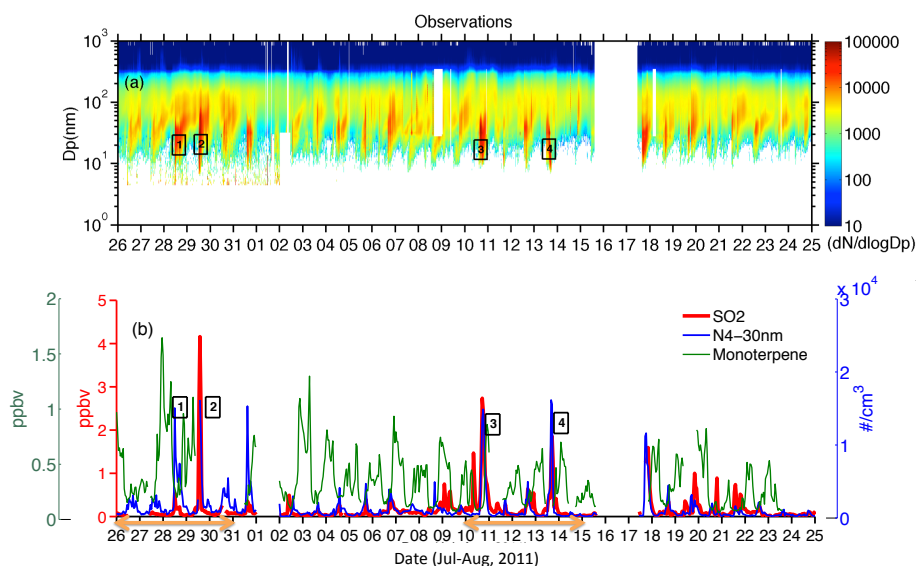 Observations
10³
10²
10¹
10⁰
Dp(nm)
(a)
1
2
3
4
26 27 28 29 30 31 01 02 03 04 05 06 07 08 09 10 11 12 13 14 15 16 17 18 19 20 21 22 23 24 25
100000
10000
1000
100
10
(dN/dlogDp)
2
1.5
1
0.5
0
ppbv
5
4
3
2
1
0
ppbv
(b)
1
2
3
4
SO2
N4-30nm
Monoterpene
x 10⁴
3
2
1
0
#/cm³
26 27 28 29 30 31 01 02 03 04 05 06 07 08 09 10 11 12 13 14 15 16 17 18 19 20 21 22 23 24 25
Date (Jul-Aug, 2011)